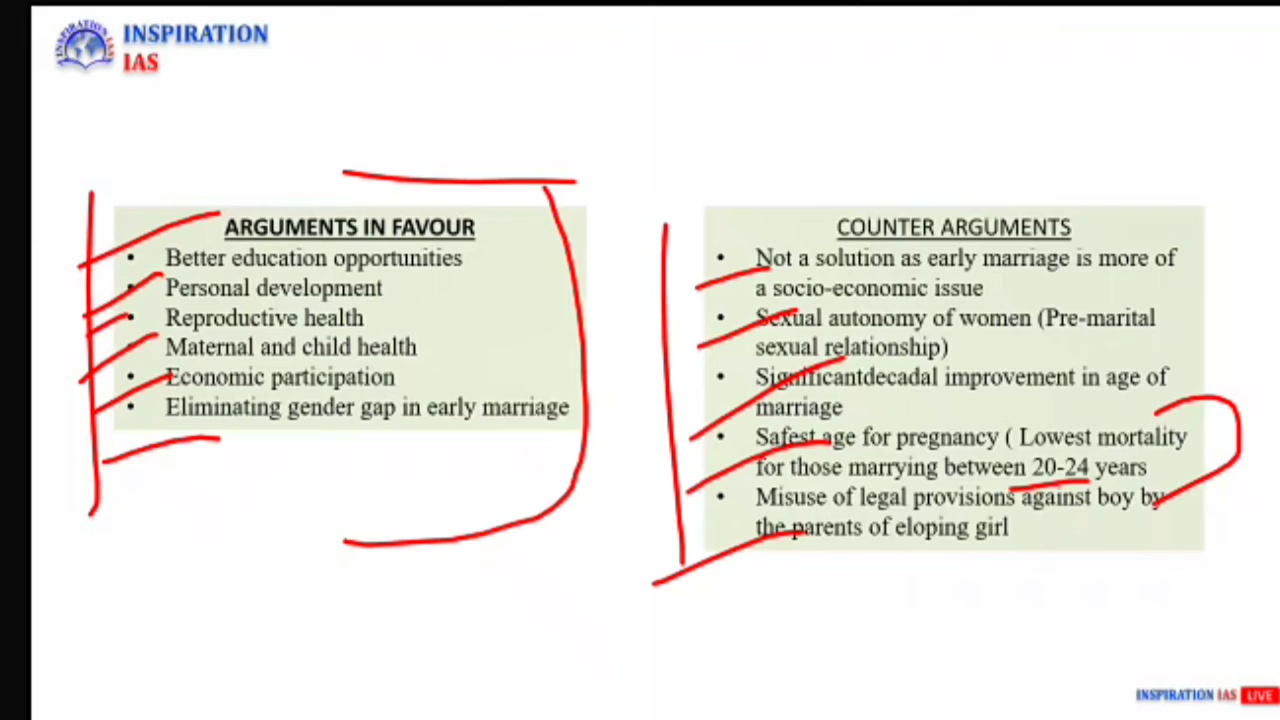 INSPIRATION
IAS
ARGUMENTS IN FAVOUR
• Better education opportunities
• Personal development
• Reproductive health
• Maternal and child health
• Economic participation
• Eliminating gender gap in early marriage
COUNTER ARGUMENTS
• Not a solution as early marriage is more of
a socio-economic issue
• Sexual autonomy of women (Pre-marital
sexual relationship)
• Significantdecadal improvement in age of
marriage
• Safest age for pregnancy ( Lowest mortality
for those marrying between 20-24 years
• Misuse of legal provisions against boy by
the parents of eloping girl
INSPIRATION IAS LIVE